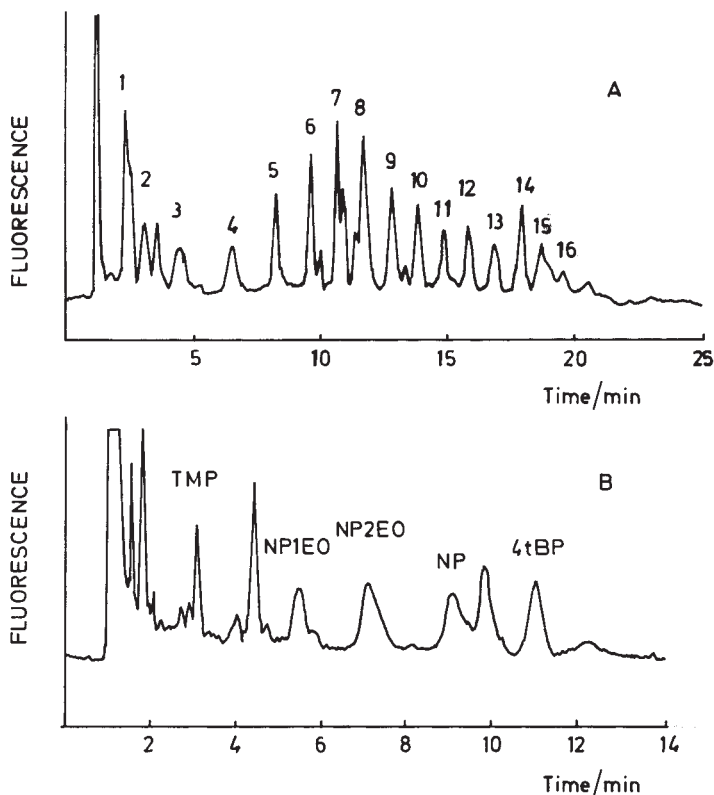 FLUORESCENCE
A
1
2
3
4
5
6
7
8
9
10
11
12
13
14
15
16
5 10 15 20 25
Time/min
FLUORESCENCE
B
TMP
NP1EO
NP2EO
NP
4tBP
2 4 6 8 10 12 14
Time/min